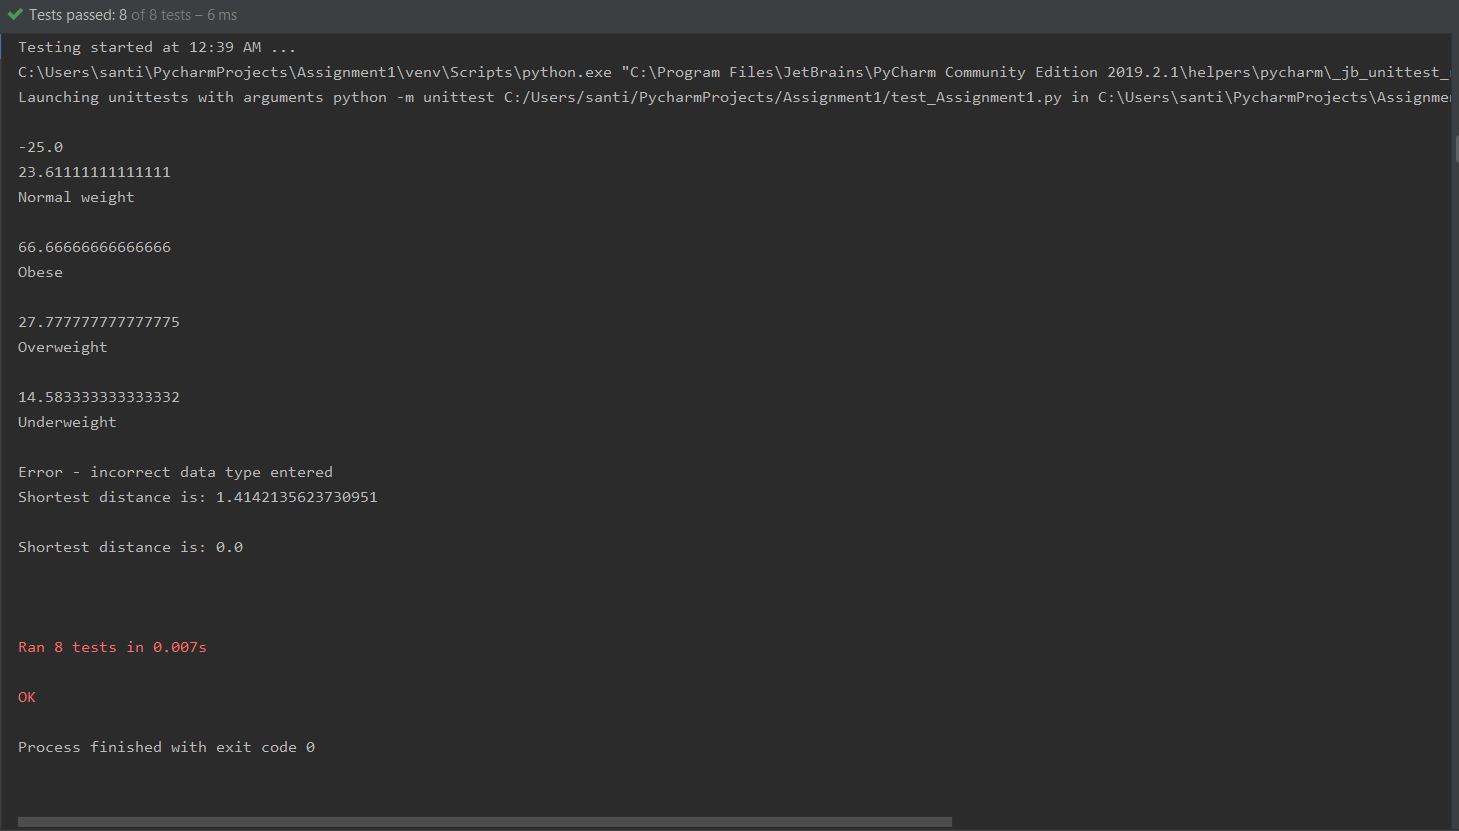 Tests passed: 8 of 8 tests – 6 ms
Testing started at 12:39 AM ...
C:\Users\santi\PycharmProjects\Assignment1\venv\Scripts\python.exe "C:\Program Files\JetBrains\PyCharm Community Edition 2019.2.1\helpers\pycharm\_jb_unittest_
Launching unittests with arguments python -m unittest C:/Users/santi/PycharmProjects/Assignment1/test_Assignment1.py in C:\Users\santi\PycharmProjects\Assignme
-25.0
23.61111111111111
Normal weight
66.66666666666666
Obese
27.777777777777775
Overweight
14.583333333333332
Underweight
Error - incorrect data type entered
Shortest distance is: 1.4142135623730951
Shortest distance is: 0.0
Ran 8 tests in 0.007s
OK
Process finished with exit code 0